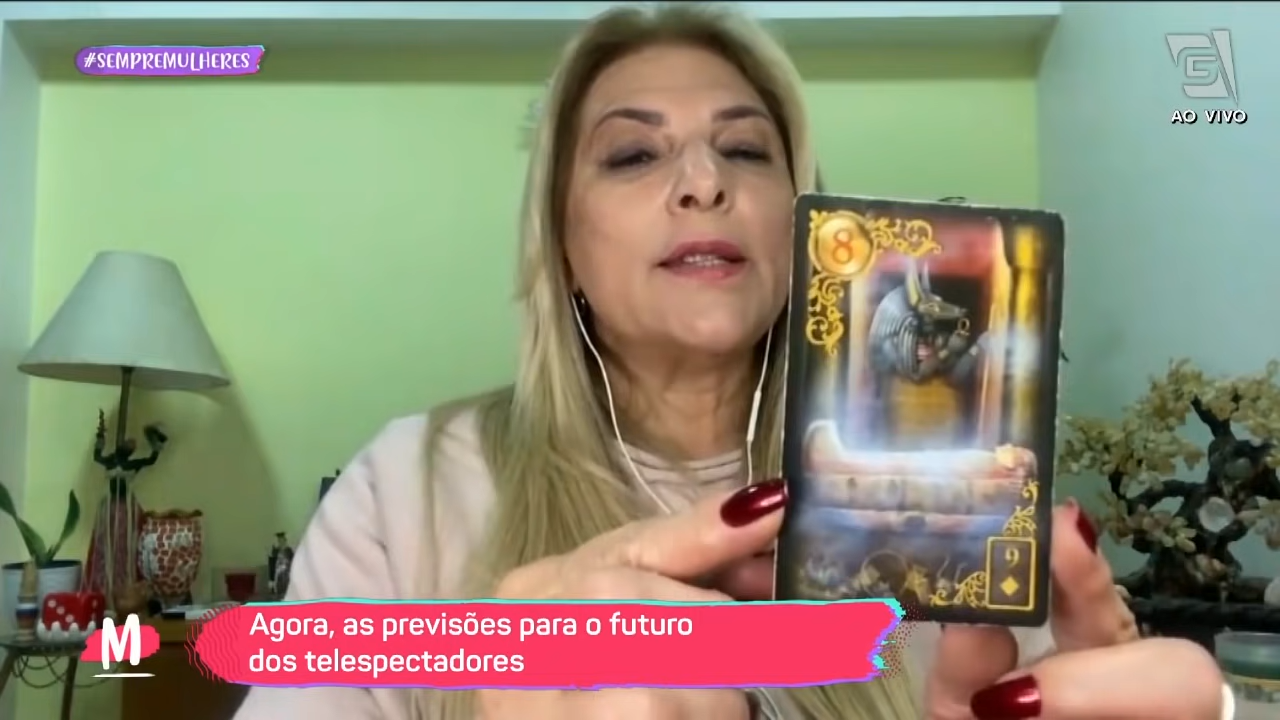 #SEMPREMULHERES
G
AO VIVO
8
9
M
Agora, as previsões para o futuro
dos telespectadores